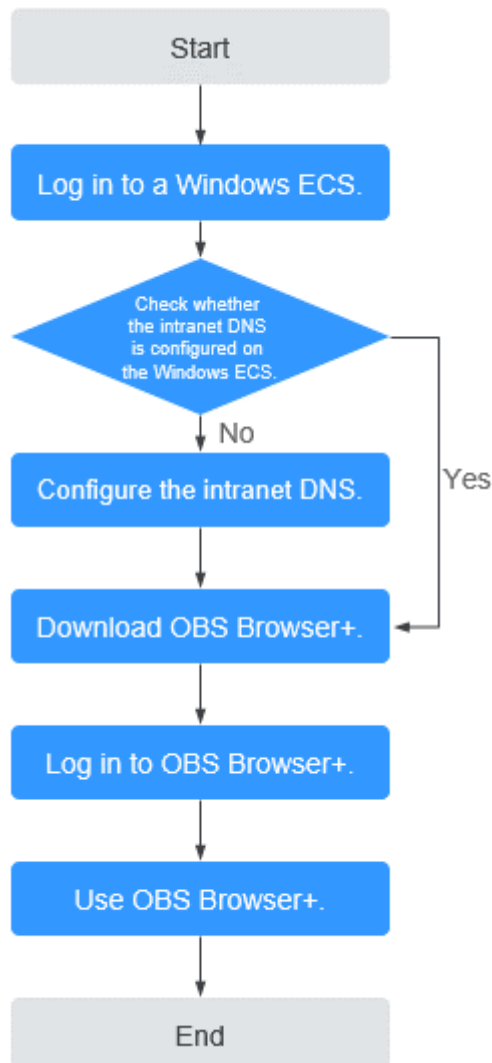 Start
Log in to a Windows ECS.
Check whether
the intranet DNS
is configured on
the Windows ECS.
No
Yes
Configure the intranet DNS.
Download OBS Browser+.
Log in to OBS Browser+.
Use OBS Browser+.
End